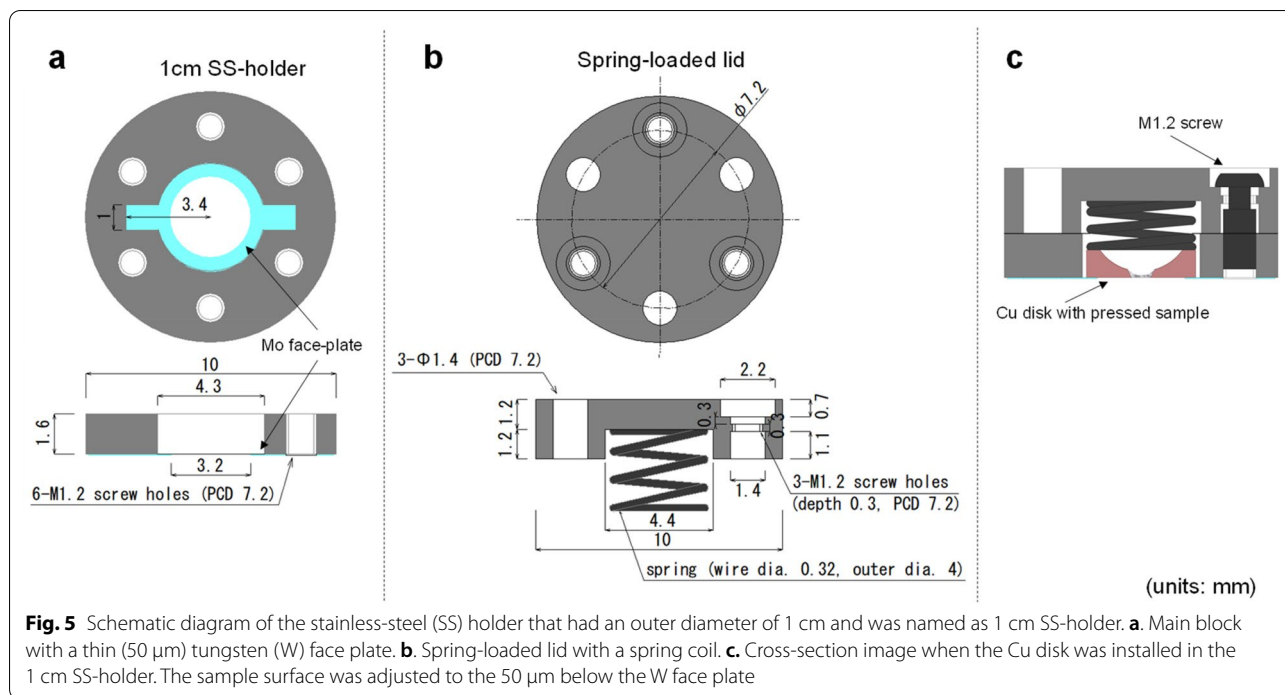 a
1cm SS-holder
1
3.4
Mo face-plate
10
4.3
1.6
3.2
6-M1.2 screw holes (PCD 7.2)
b
Spring-loaded lid
φ7.2
3-Φ1.4 (PCD 7.2)
2.2
1.2
1.2
0.3
0.3
0.7
1.1
1.4
3-M1.2 screw holes
(depth 0.3, PCD 7.2)
4.4
10
spring (wire dia. 0.32, outer dia. 4)
c
M1.2 screw
Cu disk with pressed sample
(units: mm)
Fig. 5 Schematic diagram of the stainless-steel (SS) holder that had an outer diameter of 1 cm and was named as 1 cm SS-holder. a. Main block
with a thin (50 μm) tungsten (W) face plate. b. Spring-loaded lid with a spring coil. c. Cross-section image when the Cu disk was installed in the
1 cm SS-holder. The sample surface was adjusted to the 50 μm below the W face plate